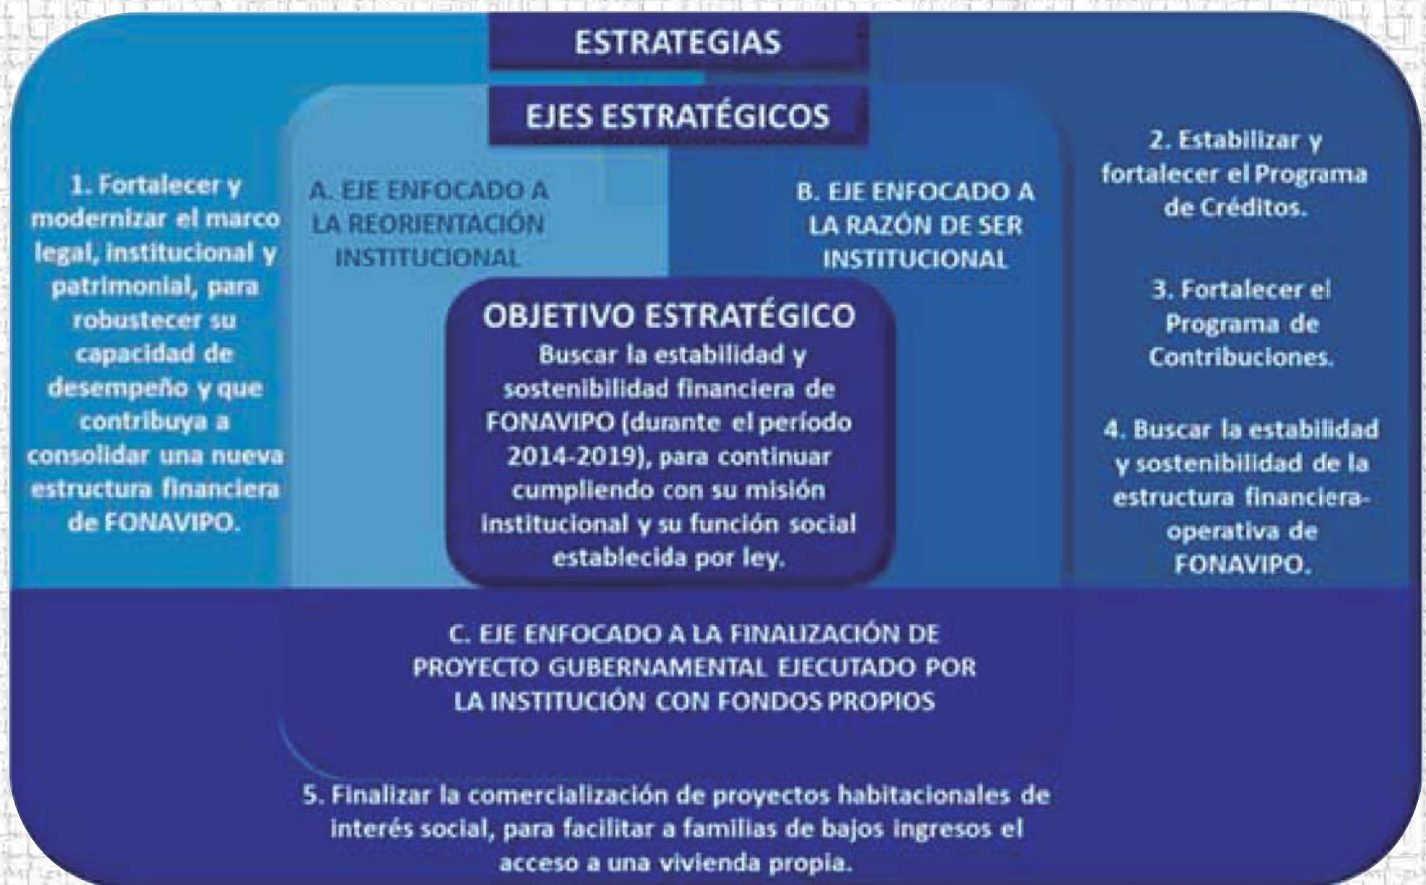 ESTRATEGIAS
EJES ESTRATÉGICOS
1. Fortalecer y
modernizar el marco
legal, institucional y
patrimonial, para
robustecer su
capacidad de
desempeño y que
contribuya a
consolidar una nueva
estructura financiera
de FONAVIPO.
A. EJE ENFOCADO A
LA REORIENTACIÓN
INSTITUCIONAL
B. EJE ENFOCADO A
LA RAZÓN DE SER
INSTITUCIONAL
2. Estabilizar y
fortalecer el Programa
de Créditos.
3. Fortalecer el
Programa de
Contribuciones.
4. Buscar la estabilidad
y sostenibilidad de la
estructura financiera-
operativa de
FONAVIPO.
OBJETIVO ESTRATÉGICO
Buscar la estabilidad y
sostenibilidad financiera de
FONAVIPO (durante el período
2014-2019), para continuar
cumpliendo con su misión
institucional y su función social
establecida por ley.
C. EJE ENFOCADO A LA FINALIZACIÓN DE
PROYECTO GUBERNAMENTAL EJECUTADO POR
LA INSTITUCIÓN CON FONDOS PROPIOS
5. Finalizar la comercialización de proyectos habitacionales de
interés social, para facilitar a familias de bajos ingresos el
acceso a una vivienda propia.